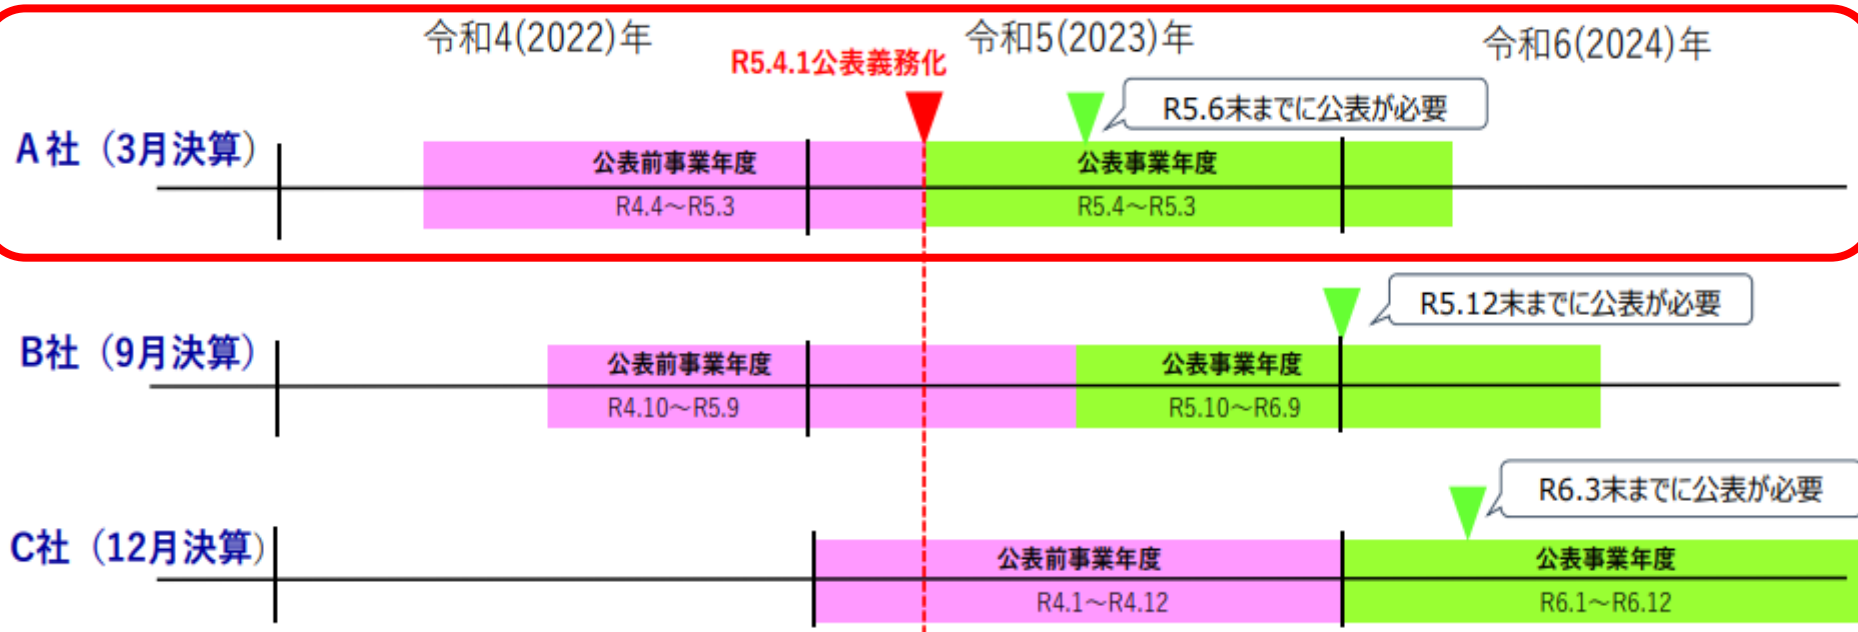 令和4(2022)年
令和5(2023)年
令和6(2024)年
R5.4.1公表義務化
R5.6末までに公表が必要
A社（3月決算）
公表前事業年度
公表事業年度
R4.4～R5.3
R5.4～R5.3
R5.12末までに公表が必要
B社（9月決算）
公表前事業年度
公表事業年度
R4.10～R5.9
R5.10～R6.9
R6.3末までに公表が必要
C社（12月決算）
公表前事業年度
公表事業年度
R4.1～R4.12
R6.1～R6.12